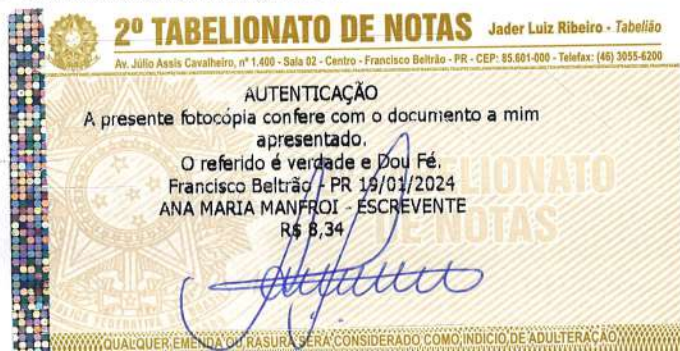 2º TABELIONATO DE NOTAS Jader Luiz Ribeiro - Tabelião
Av. Júlio Assis Cavalheiro, nº 1.400 - Sala 02 - Centro - Francisco Beltrão - PR - CEP: 85.601-000 - Telefax: (46) 3055-6200
AUTENTICAÇÃO
A presente fotocópia confere com o documento a mim
apresentado.
O referido é verdade e Dou Fé.
Francisco Beltrão - PR 19/01/2024
ANA MARIA MANFROI - ESCREVENTE
R$ 8,34
TABELIONATO
DE NOTAS
QUALQUER EMENDA OU RASURA SERÁ CONSIDERADO COMO INDÍCIO DE ADULTERAÇÃO